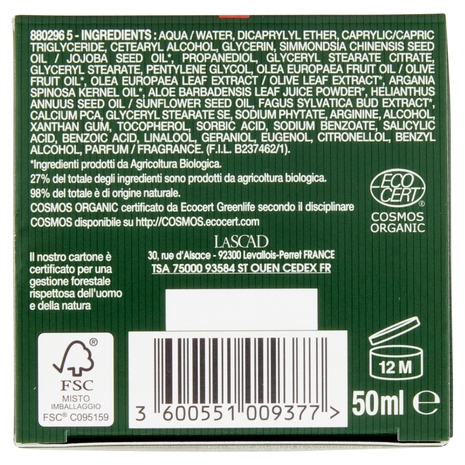 880296 5 - INGREDIENTS: AQUA / WATER, DICAPRYLYL ETHER, CAPRYLIC/CAPRIC
TRIGLYCERIDE, CETEARYL ALCOHOL, GLYCERIN, SIMMONDSIA CHINENSIS SEED
OIL / JOJOBA SEED OIL*, PROPANEDIOL, GLYCERYL STEARATE CITRATE,
GLYCERYL STEARATE, PENTYLENE GLYCOL, OLEA EUROPAEA FRUIT OIL / OLIVE
FRUIT OIL*, OLEA EUROPAEA LEAF EXTRACT / OLIVE LEAF EXTRACT*, ARGANIA
SPINOSA KERNEL OIL*, ALOE BARBADENSIS LEAF JUICE POWDER*, HELIANTHUS
ANNUUS SEED OIL / SUNFLOWER SEED OIL, FAGUS SYLVATICA BUD EXTRACT*,
CALCIUM PCA, GLYCERYL STEARATE SE, SODIUM PHYTATE, ARGININE, ALCOHOL,
XANTHAN GUM, TOCOPHEROL, SORBIC ACID, SODIUM BENZOATE, SALICYLIC
ACID, BENZOIC ACID, LINALOOL, GERANIOL EUGENOL, CITRONELLOL, BENZYL
ALCOHOL, PARFUM / FRAGRANCE. (F.I.L. B237462/1).
*Ingredienti prodotti da Agricoltura Biologica.
27% del totale degli ingredienti sono prodotti da agricoltura biologica.
98% del totale è di origine naturale.
COSMOS ORGANIC certificato da Ecocert Greenlife secondo il disciplinare
COSMOS disponibile su http://COSMOS.ecocert.com
ECO
CERT
COSMOS
ORGANIC
LASCAD
30, rue d'Alsace - 92300 Levallois-Perret FRANCE
TSA 75000 93584 ST OUEN CEDEX FR
Il nostro cartone è
certificato per una
gestione forestale
rispettosa dell'uomo
e della natura
FSC
MISTO
IMBALLAGGIO
FSC® C095159
3 600551 009377 >
12 M
50ml e